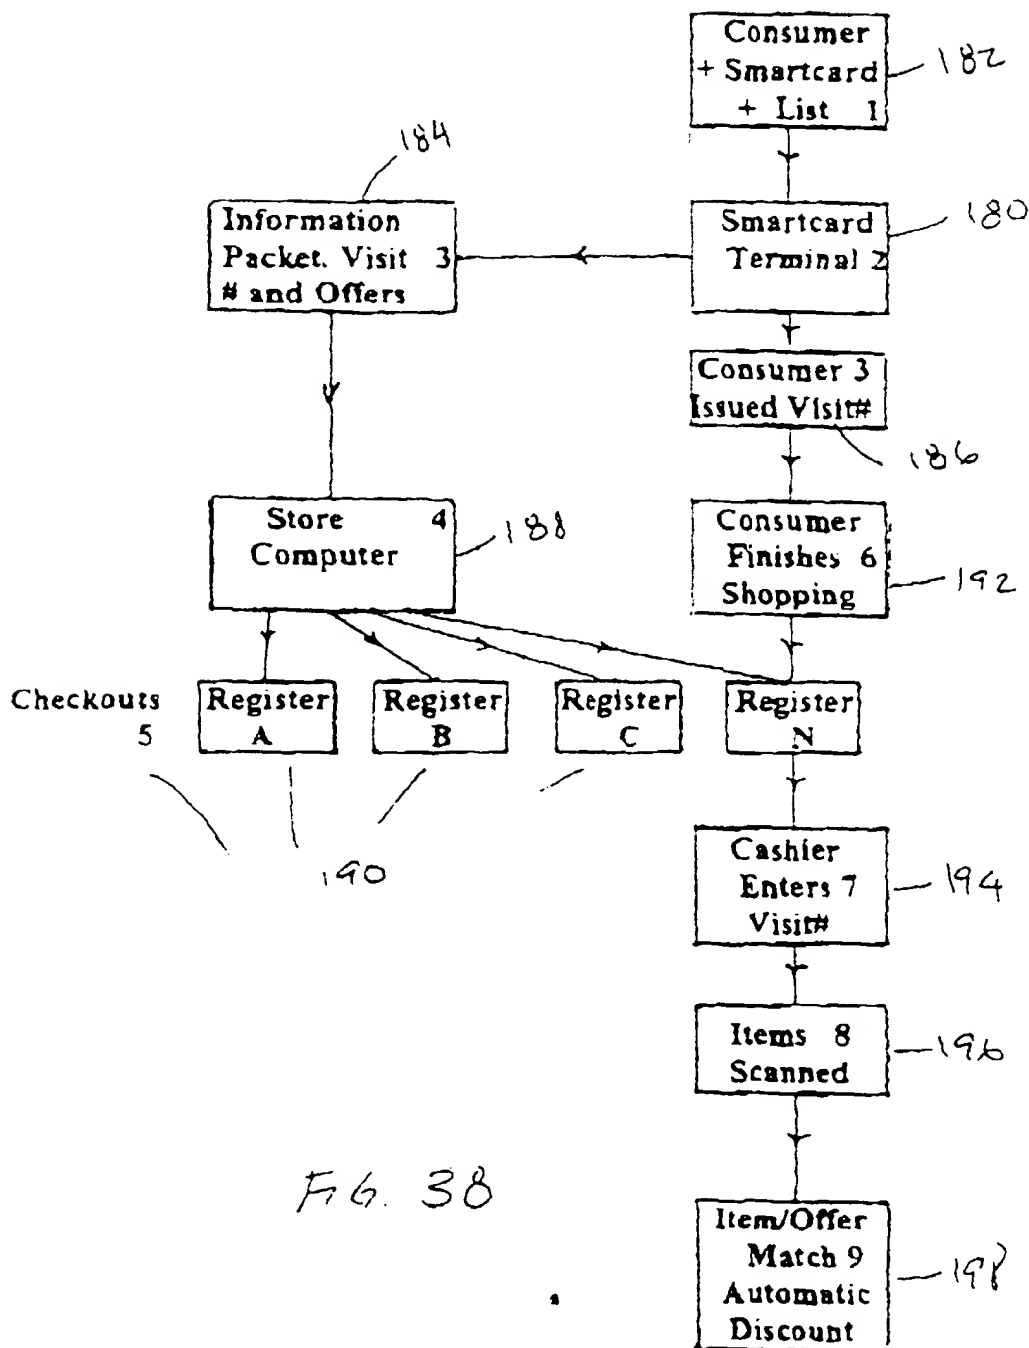 Consumer
+ Smartcard
+ List 1
182
184
Information
Packet. Visit 3
# and Offers
Smartcard
Terminal 2
180
Consumer 3
Issued Visit#
186
Store 4
Computer
188
Consumer
Finishes 6
Shopping
192
Checkouts
5
Register
A
Register
B
Register
C
Register
N
190
Cashier
Enters 7
Visit#
194
Items 8
Scanned
196
FIG. 38
Item/Offer
Match 9
Automatic
Discount
198